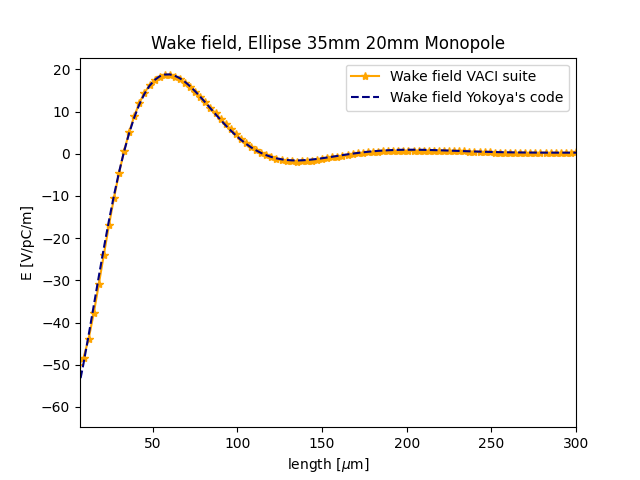 Wake field, Ellipse 35mm 20mm Monopole
Wake field VACI suite
Wake field Yokoya's code
E [V/pC/m]
20
10
0
−10
−20
−30
−40
−50
−60
50 100 150 200 250 300
length [μm]